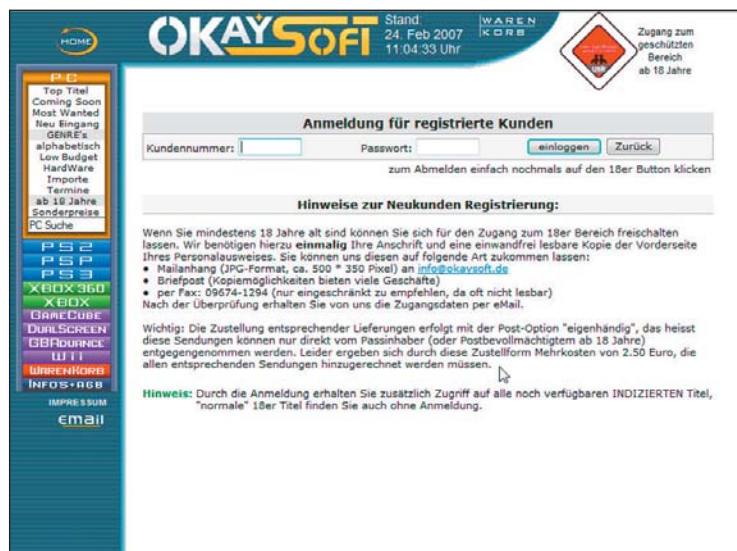 HOME
OKAYSOFT
Stand:
24. Feb 2007
11:04:33 Uhr
WAREN
KORB
Zugang zum
geschützten
Bereich
ab 18 Jahre
PC
Top Titel
Coming Soon
Most Wanted
Neu Eingang
GENRE's
alphabetisch
Low Budget
HardWare
Importe
Termine
ab 18 Jahre
Sonderpreise
PC Suche
PS2
PSP
PS3
XBOX 360
XBOX
GAMECUBE
DUALSCREEN
GBADVANCE
Wii
WARENKORB
INFOS+AGB
IMPRESSUM
email
Anmeldung für registrierte Kunden
Kundennummer: Passwort: einloggen Zurück
zum Abmelden einfach nochmals auf den 18er Button klicken
Hinweise zur Neukunden Registrierung:
Wenn Sie mindestens 18 Jahre alt sind können Sie sich für den Zugang zum 18er Bereich freischalten
lassen. Wir benötigen hierzu einmalig Ihre Anschrift und eine einwandfrei lesbare Kopie der Vorderseite
Ihres Personalausweises. Sie können uns diesen auf folgende Art zukommen lassen:
• Mailanhang (JPG-Format, ca. 500 * 350 Pixel) an info@okaysoft.de
• Briefpost (Kopiemöglichkeiten bieten viele Geschäfte)
• per Fax: 09674-1294 (nur eingeschränkt zu empfehlen, da oft nicht lesbar)
Nach der Überprüfung erhalten Sie von uns die Zugangsdaten per eMail.
Wichtig: Die Zustellung entsprechender Lieferungen erfolgt mit der Post-Option "eigenhändig", das heisst
diese Sendungen können nur direkt vom Passinhaber (oder Postbevollmächtigtem ab 18 Jahre)
entgegengenommen werden. Leider ergeben sich durch diese Zustellform Mehrkosten von 2.50 Euro, die
allen entsprechenden Sendungen hinzugerechnet werden müssen.
Hinweis: Durch die Anmeldung erhalten Sie zusätzlich Zugriff auf alle noch verfügbaren INDIZIERTEN Titel,
"normale" 18er Titel finden Sie auch ohne Anmeldung.